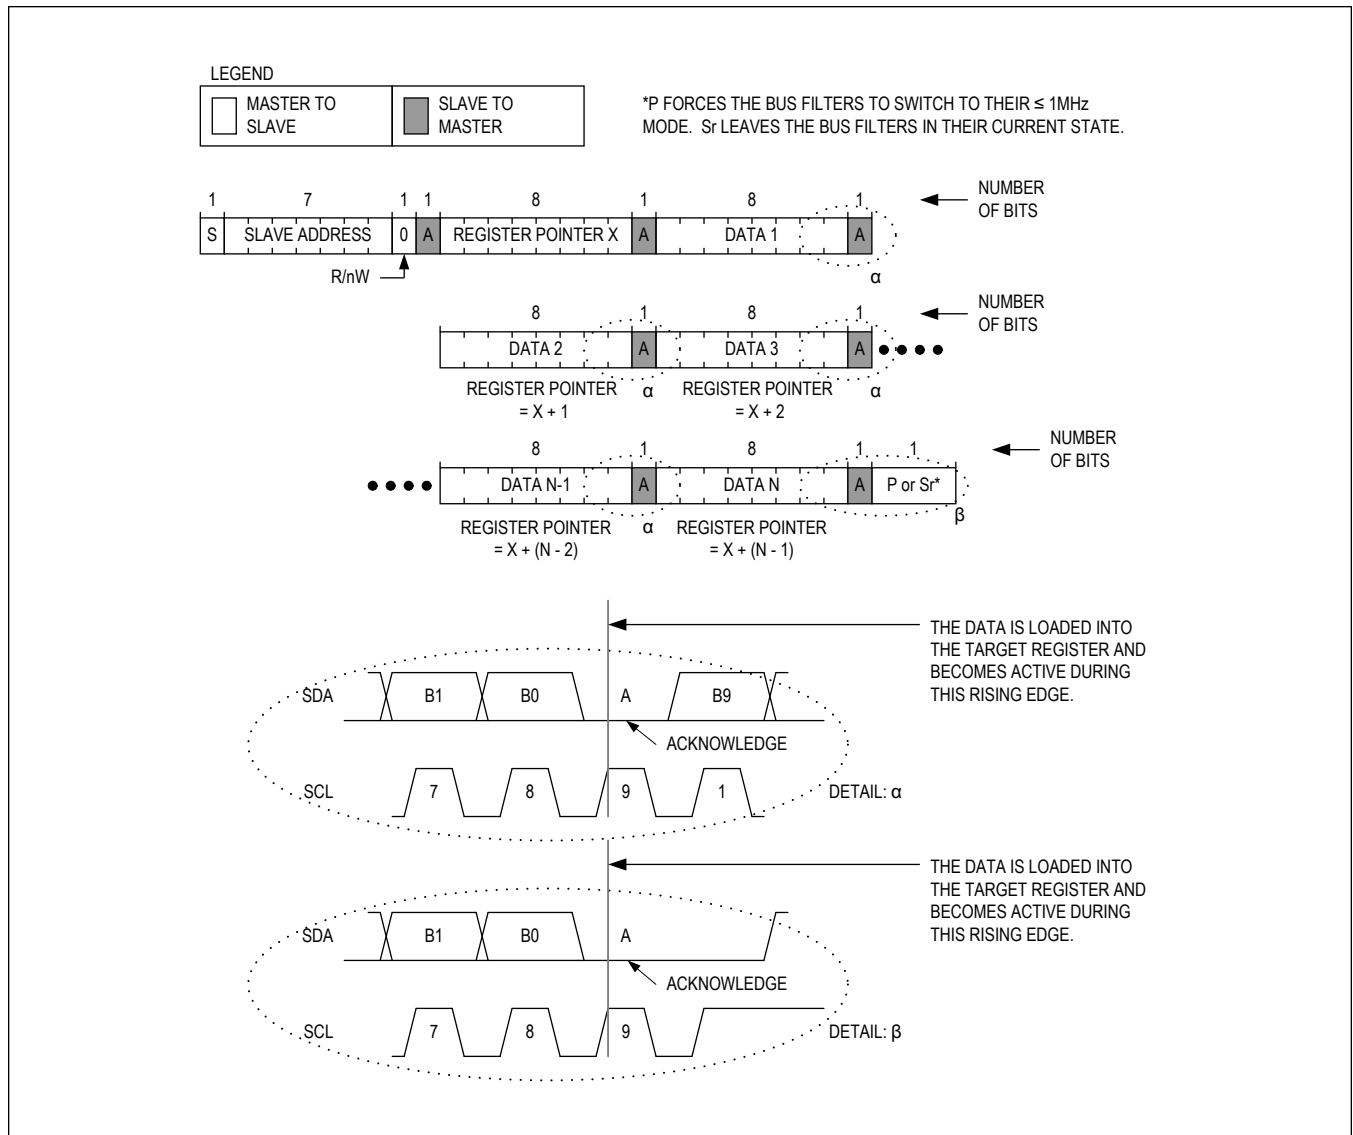 LEGEND
MASTER TO
SLAVE
SLAVE TO
MASTER
*P FORCES THE BUS FILTERS TO SWITCH TO THEIR ≤ 1MHz
MODE. Sr LEAVES THE BUS FILTERS IN THEIR CURRENT STATE.
1 7 1 1 8 1 8 1
NUMBER
OF BITS
S SLAVE ADDRESS 0 A REGISTER POINTER X A DATA 1 A
R/nW
α
8 1 8 1
NUMBER
OF BITS
DATA 2 A DATA 3 A
REGISTER POINTER
= X + 1
α
REGISTER POINTER
= X + 2
α
8 1 8 1 1
NUMBER
OF BITS
DATA N-1 A DATA N A P or Sr*
β
REGISTER POINTER
= X + (N - 2)
α
REGISTER POINTER
= X + (N - 1)
THE DATA IS LOADED INTO
THE TARGET REGISTER AND
BECOMES ACTIVE DURING
THIS RISING EDGE.
SDA B1 B0 A B9
ACKNOWLEDGE
SCL 7 8 9 1
DETAIL: α
THE DATA IS LOADED INTO
THE TARGET REGISTER AND
BECOMES ACTIVE DURING
THIS RISING EDGE.
SDA B1 B0 A
ACKNOWLEDGE
SCL 7 8 9
DETAIL: β